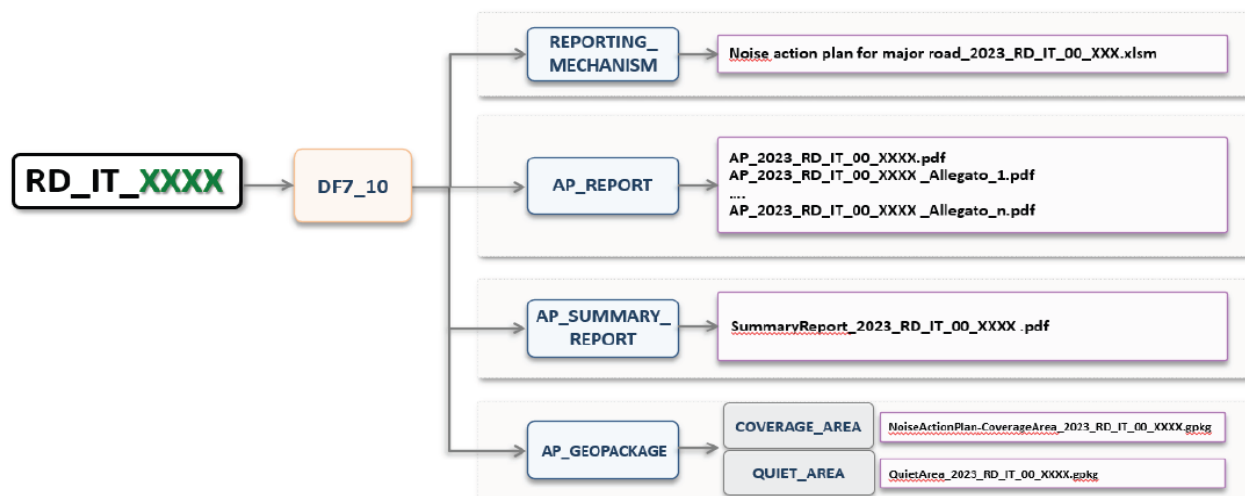 RD_IT_XXXX
DF7_10
REPORTING_
MECHANISM
Noise action plan for major road_2023_RD_IT_00_XXX.xlsm
AP_REPORT
AP_2023_RD_IT_00_XXXX.pdf
AP_2023_RD_IT_00_XXXX _Allegato_1.pdf
....
AP_2023_RD_IT_00_XXXX _Allegato_n.pdf
AP_SUMMARY_
REPORT
SummaryReport_2023_RD_IT_00_XXXX .pdf
AP_GEOPACKAGE
COVERAGE_AREA
NoiseActionPlan-CoverageArea_2023_RD_IT_00_XXXX.gpkg
QUIET_AREA
QuietArea_2023_RD_IT_00_XXXX.gpkg